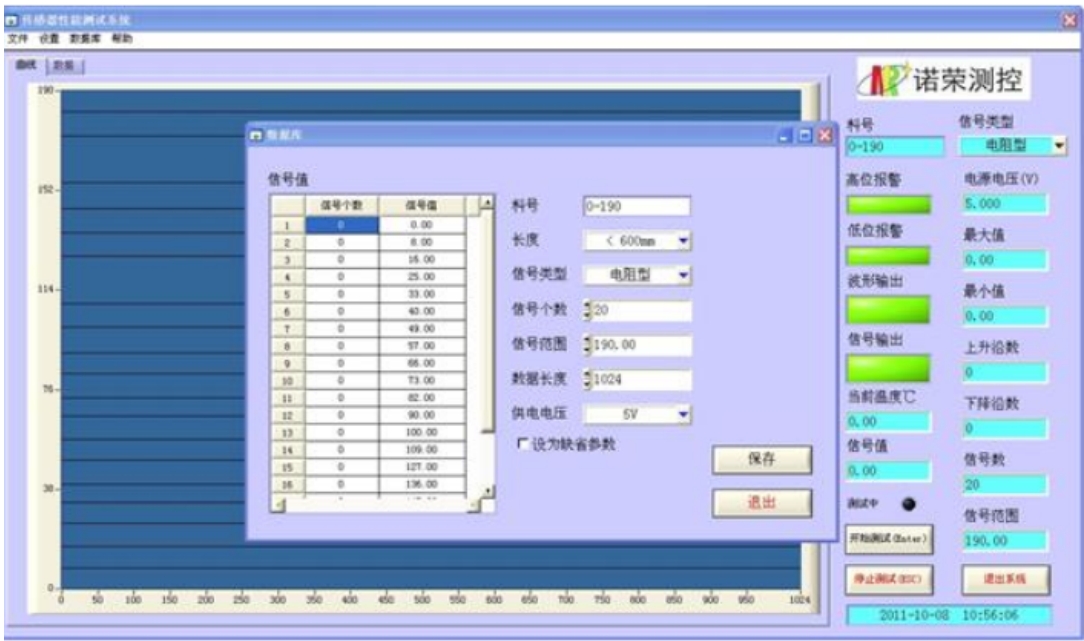 传感器性能测试系统
文件 设置 数据库 帮助
曲线 数据
诺荣测控
190
152
114
76
38
0
0 50 100 150 200 250 300 350 400 450 500 550 600 650 700 750 800 850 900 950 1024
数据库
信号值
信号个数 信号值
1 0 0.00
2 0 8.00
3 0 16.00
4 0 25.00
5 0 33.00
6 0 40.00
7 0 49.00
8 0 57.00
9 0 66.00
10 0 73.00
11 0 82.00
12 0 90.00
13 0 100.00
14 0 109.00
15 0 127.00
16 0 136.00
料号 0-190
长度 < 600mm
信号类型 电阻型
信号个数 20
信号范围 190.00
数据长度 1024
供电电压 5V
设为缺省参数
保存
退出
料号 信号类型
0-190 电阻型
高位报警 电源电压(V)
5.000
低位报警 最大值
0.00
波形输出 最小值
0.00
信号输出 上升沿数
0
当前温度℃ 下降沿数
0.00 0
信号值 信号数
0.00 20
测试中 信号范围
开始测试(Enter) 190.00
停止测试(ESC) 退出系统
2011-10-08 10:56:06